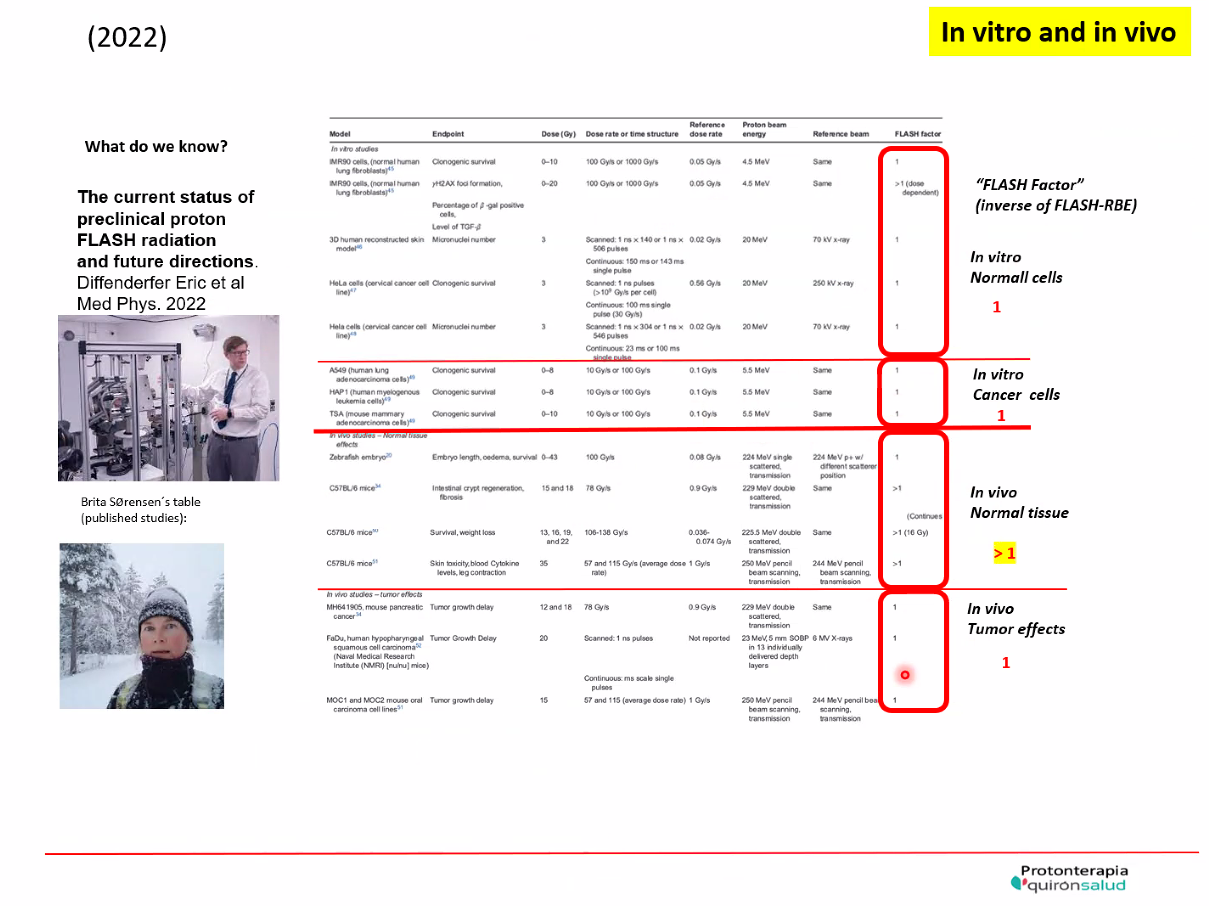 (2022)
In vitro and in vivo
What do we know?
The current status of
preclinical proton
FLASH radiation
and future directions.
Diffenderfer Eric et al
Med Phys. 2022
Brita SØrensen´s table
(published studies):
Model Endpoint Dose (Gy) Dose rate or time structure Reference dose rate Proton beam energy Reference beam FLASH factor
In vitro studies
IMR90 cells, (normal human Clonogenic survival 0–10 100 Gy/s or 1000 Gy/s 0.05 Gy/s 4.5 MeV Same 1
lung fibroblasts)45
IMR90 cells, (normal human γH2AX foci formation, 0–20 100 Gy/s or 1000 Gy/s 0.05 Gy/s 4.5 MeV Same >1 (dose
lung fibroblasts)45 dependent)
Percentage of β-gal positive
cells,
Level of TGF-β
3D human reconstructed skin Micronuclei number 3 Scanned: 1 ns × 140 or 1 ns × 0.02 Gy/s 20 MeV 70 kV x-ray 1
model46 506 pulses
Continuous: 150 ms or 143 ms
single pulse
HeLa cells (cervical cancer cell Clonogenic survival 3 Scanned: 1 ns pulses 0.56 Gy/s 20 MeV 250 kV x-ray 1
line)47 (>10⁹ Gy/s per cell)
Continuous: 100 ms single
pulse (30 Gy/s)
Hela cells (cervical cancer cell Micronuclei number 3 Scanned: 1 ns × 304 or 1 ns × 0.02 Gy/s 20 MeV 70 kV x-ray 1
line)48 546 pulses
Continuous: 23 ms or 100 ms
single pulse
A549 (human lung Clonogenic survival 0–8 10 Gy/s or 100 Gy/s 0.1 Gy/s 5.5 MeV Same 1
adenocarcinoma cells)49
HAP1 (human myelogenous Clonogenic survival 0–8 10 Gy/s or 100 Gy/s 0.1 Gy/s 5.5 MeV Same 1
leukemia cells)49
TSA (mouse mammary Clonogenic survival 0–10 10 Gy/s or 100 Gy/s 0.1 Gy/s 5.5 MeV Same 1
adenocarcinoma cells)49
In vivo studies – Normal tissue
effects
Zebrafish embryo Embryo length, oedema, survival 0–43 100 Gy/s 0.08 Gy/s 224 MeV single 224 MeV p+ w/ 1
scattered, different scatterer
transmission position
C57BL/6 mice34 Intestinal crypt regeneration, 15 and 18 78 Gy/s 0.9 Gy/s 229 MeV double Same >1
fibrosis scattered,
transmission
(Continues
C57BL/6 mice50 Survival, weight loss 13, 16, 19, 106-138 Gy/s 0.036- 225.5 MeV double Same >1 (16 Gy)
and 22 0.074 Gy/s scattered,
transmission
C57BL/6 mice51 Skin toxicity, blood Cytokine 35 57 and 115 Gy/s (average dose 1 Gy/s 250 MeV pencil 244 MeV pencil >1
levels, leg contraction rate) beam scanning, beam scanning,
transmission transmission
In vivo studies – tumor effects
MH641905, mouse pancreatic Tumor growth delay 12 and 18 78 Gy/s 0.9 Gy/s 229 MeV double Same 1
cancer34 scattered,
transmission
FaDu, human hypopharyngeal Tumor Growth Delay 20 Scanned: 1 ns pulses Not reported 23 MeV, 5 mm SOBP 6 MV X-rays 1
squamous cell carcinoma52 in 13 individually
(Naval Medical Research delivered depth
Institute (NMRI) [nu/nu] mice) layers
Continuous: ms scale single
pulses
MOC1 and MOC2 mouse oral Tumor growth delay 15 57 and 115 (average dose rate) 1 Gy/s 250 MeV pencil 244 MeV pencil bea 1
carcinoma cell lines51 beam scanning, scanning,
transmission transmission
"FLASH Factor"
(inverse of FLASH-RBE)
In vitro
Normall cells
1
In vitro
Cancer cells
1
In vivo
Normal tissue
> 1
In vivo
Tumor effects
1
Protonterapia
quirónsalud